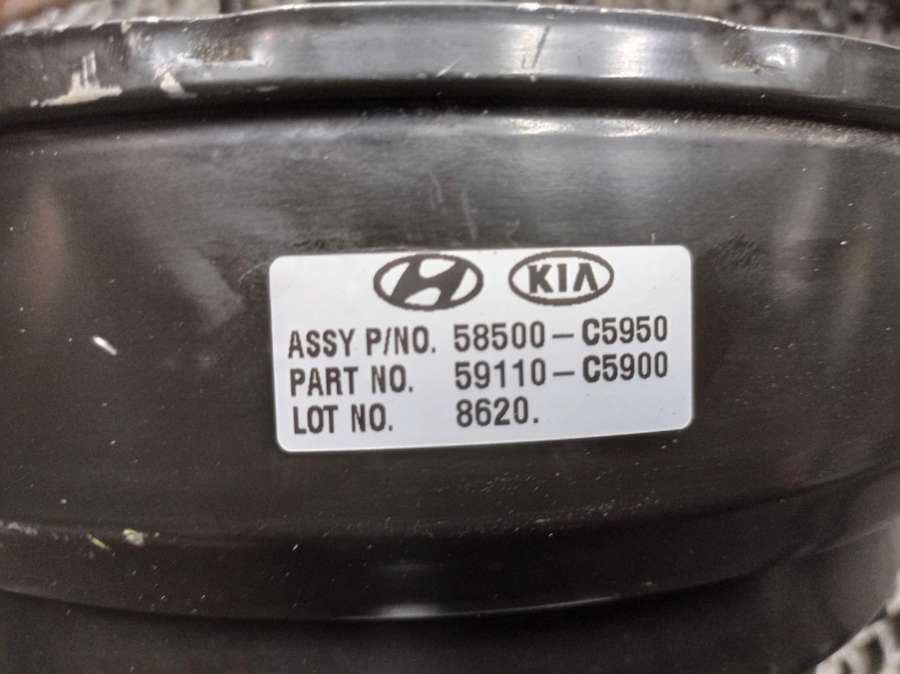 KIA
ASSY P/NO. 58500-C5950
PART NO. 59110-C5900
LOT NO. 8620.